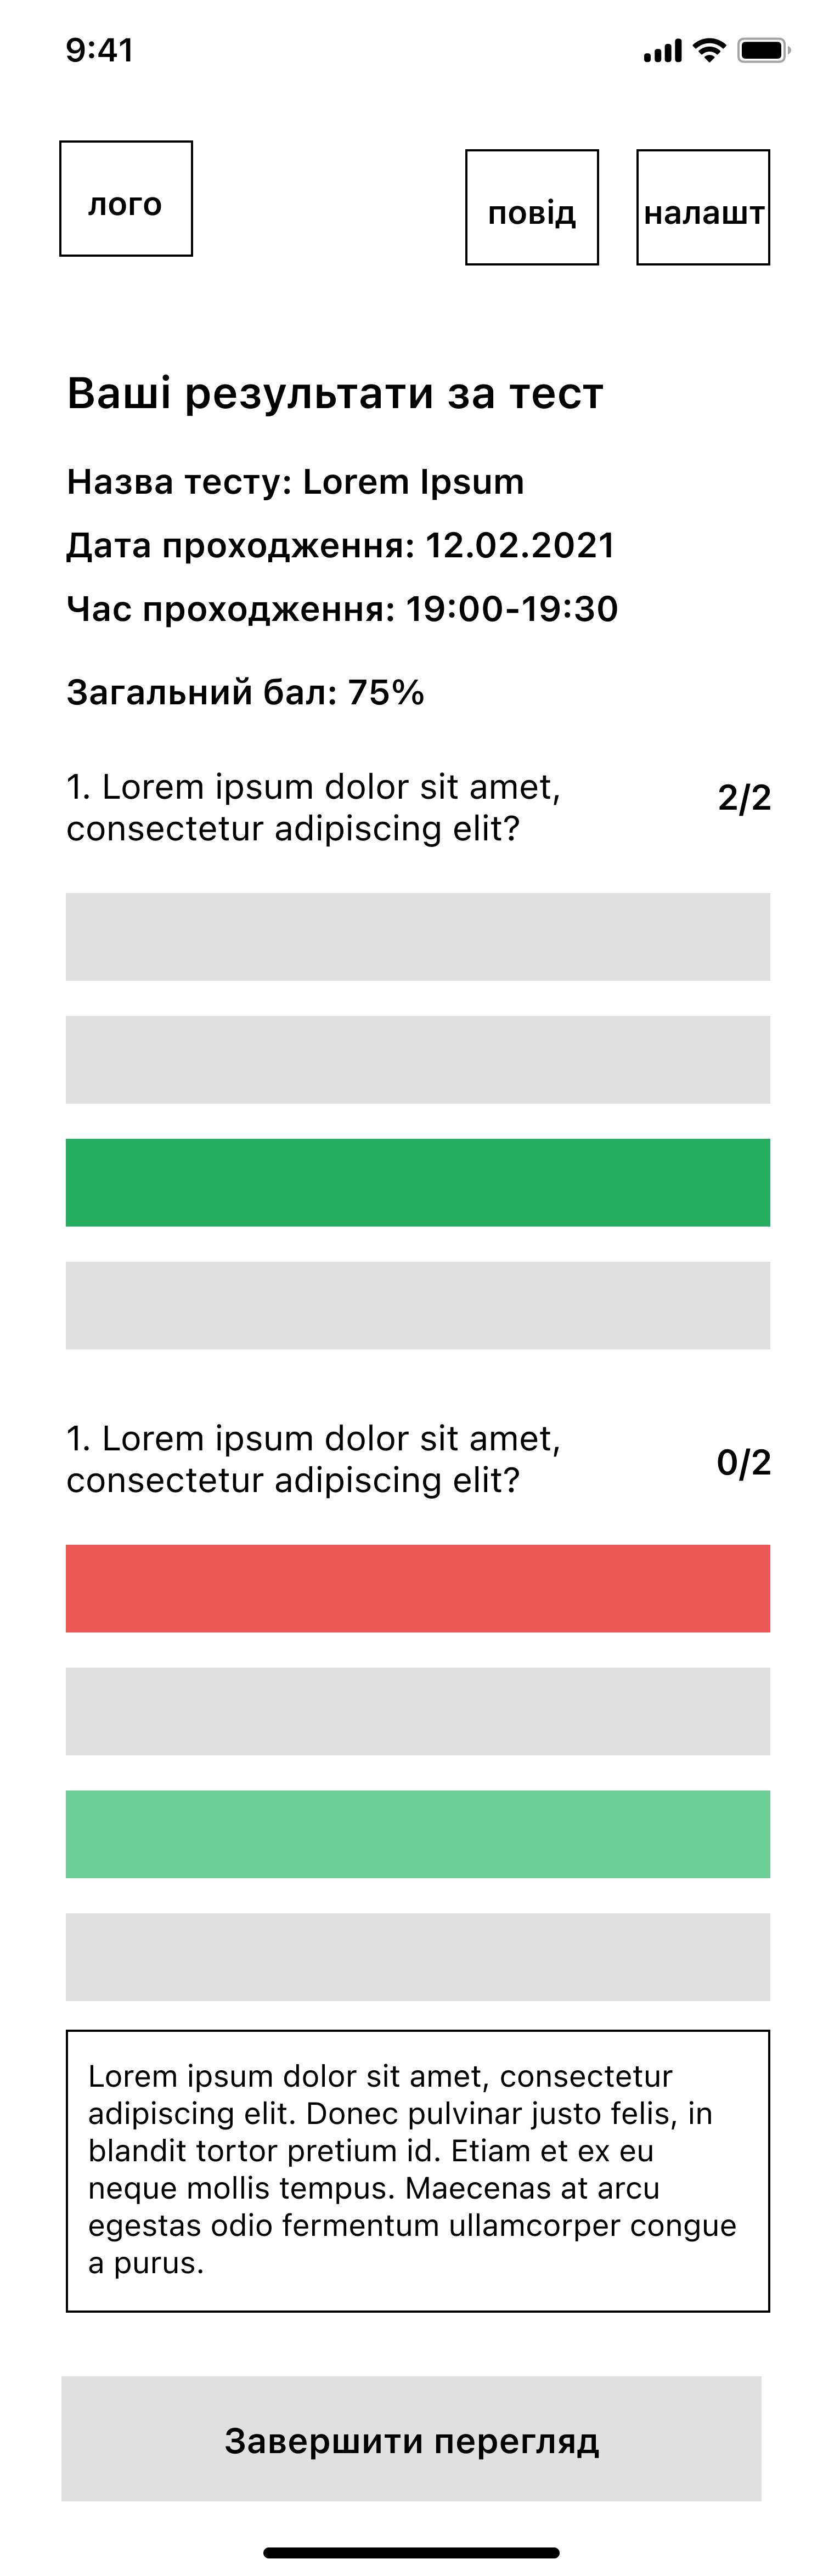 9:41
лого
повід
налашт
Ваші результати за тест
Назва тесту: Lorem Ipsum
Дата проходження: 12.02.2021
Час проходження: 19:00-19:30
Загальний бал: 75%
1. Lorem ipsum dolor sit amet,
consectetur adipiscing elit?
2/2
1. Lorem ipsum dolor sit amet,
consectetur adipiscing elit?
0/2
Lorem ipsum dolor sit amet, consectetur
adipiscing elit. Donec pulvinar justo felis, in
blandit tortor pretium id. Etiam et ex eu
neque mollis tempus. Maecenas at arcu
egestas odio fermentum ullamcorper congue
a purus.
Завершити перегляд